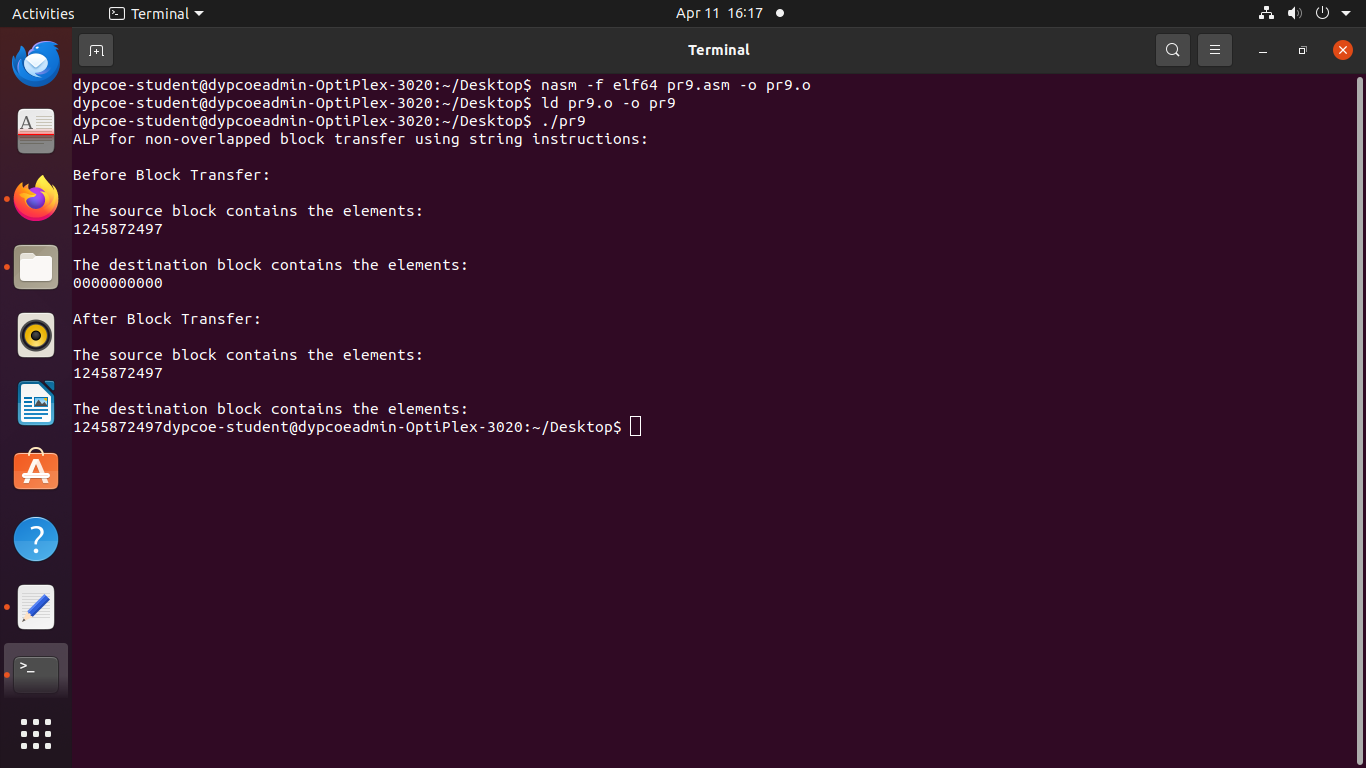 Activities Terminal Apr 11 16:17
Terminal
dypcoe-student@dypcoeadmin-OptiPlex-3020:~/Desktop$ nasm -f elf64 pr9.asm -o pr9.o
dypcoe-student@dypcoeadmin-OptiPlex-3020:~/Desktop$ ld pr9.o -o pr9
dypcoe-student@dypcoeadmin-OptiPlex-3020:~/Desktop$ ./pr9
ALP for non-overlapped block transfer using string instructions:
Before Block Transfer:
The source block contains the elements:
1245872497
The destination block contains the elements:
0000000000
After Block Transfer:
The source block contains the elements:
1245872497
The destination block contains the elements:
1245872497dypcoe-student@dypcoeadmin-OptiPlex-3020:~/Desktop$